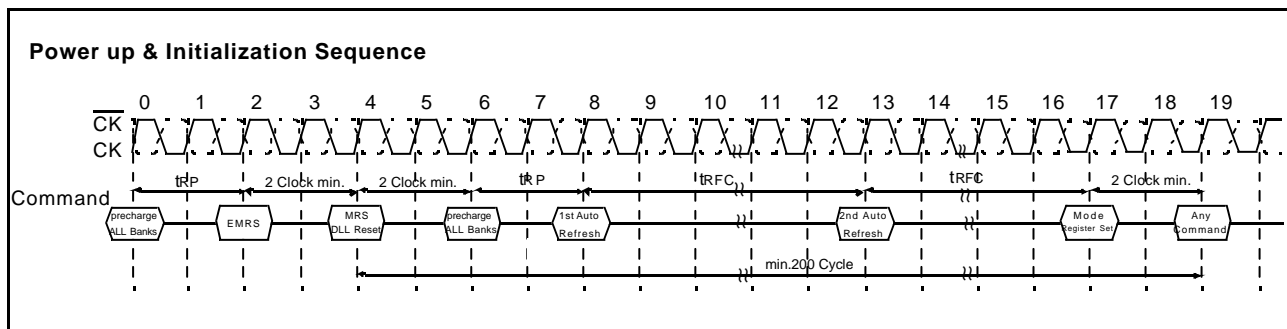 Power up & Initialization Sequence
0 1 2 3 4 5 6 7 8 9 10 11 12 13 14 15 16 17 18 19
CK
CK
tRP 2 Clock min. 2 Clock min. tRP tRFC tRFC 2 Clock min.
Command
precharge ALL Banks
EMRS
MRS DLL Reset
precharge ALL Banks
1st Auto Refresh
2nd Auto Refresh
Mode Register Set
Any Command
min.200 Cycle